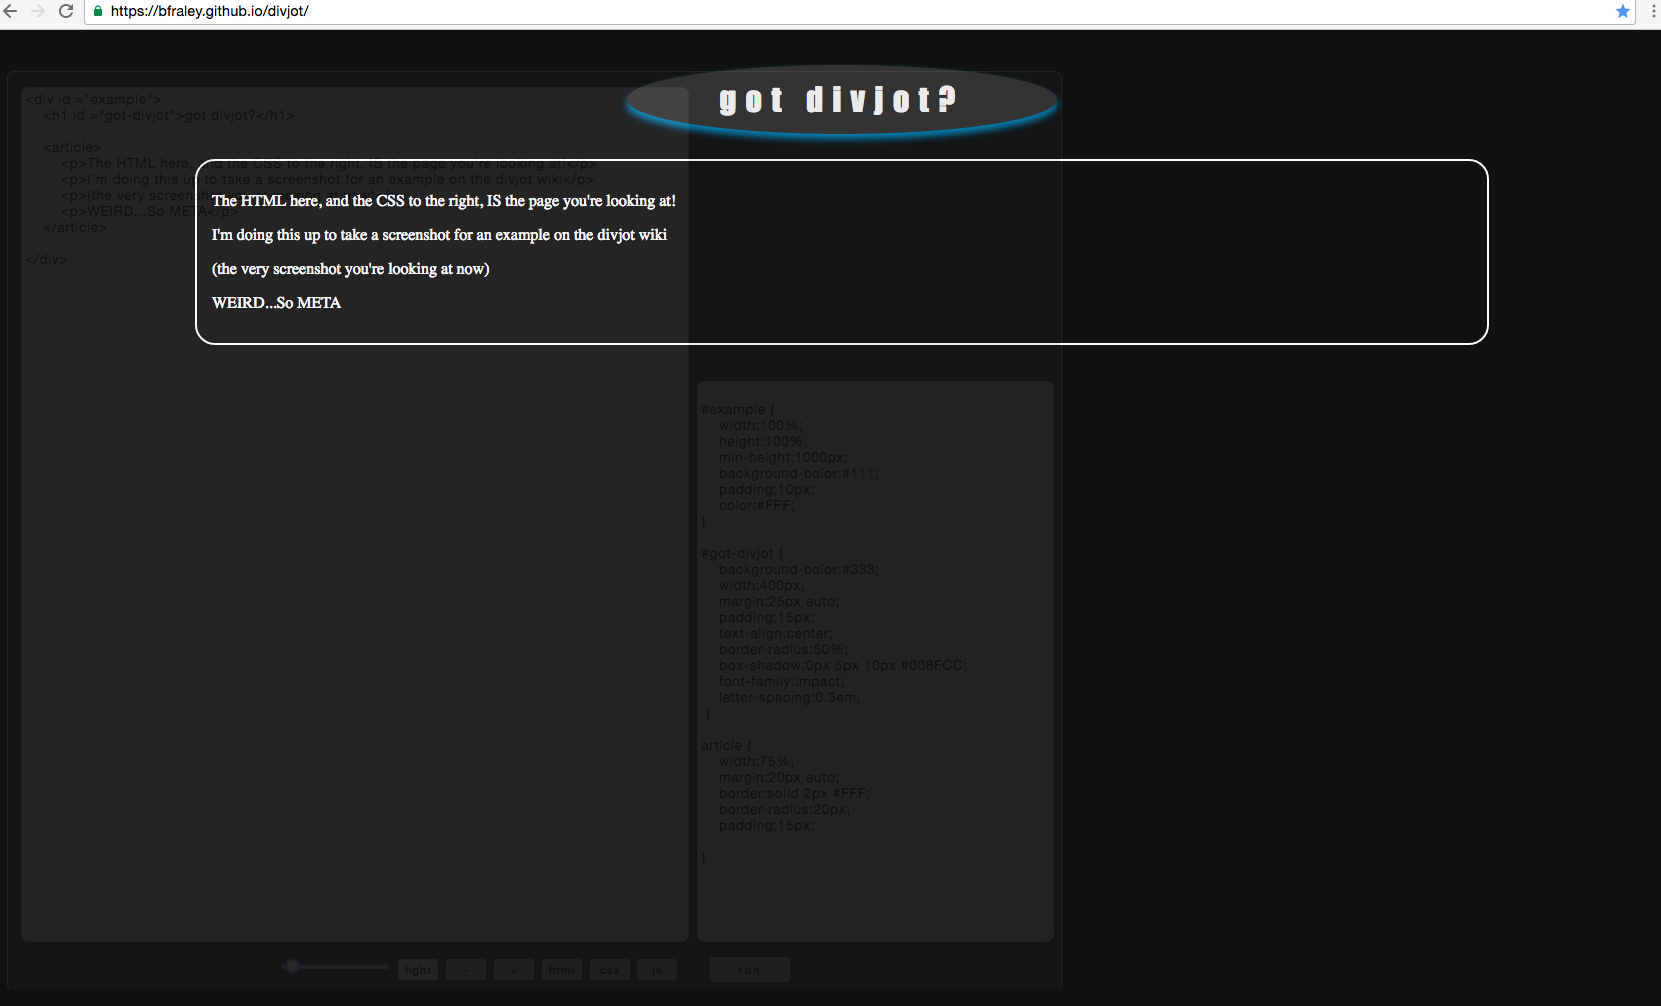 https://bfraley.github.io/divjot/
got divjot?
<div id ="example">
<h1 id ="got-divjot">got divjot?</h1>
<article>
<p>The HTML here, and the CSS to the right, IS the page you're looking at!</p>
<p>I'm doing this up to take a screenshot for an example on the divjot wiki</p>
<p>(the very screenshot you're looking at now)
<p>WEIRD...So META</p>
</article>
</div>
The HTML here, and the CSS to the right, IS the page you're looking at!
I'm doing this up to take a screenshot for an example on the divjot wiki
(the very screenshot you're looking at now)
WEIRD...So META
#example {
width:100%;
height:100%;
min-height:1000px;
background-color:#111;
padding:10px;
color:#FFF;
}
#got-divjot {
background-color:#333;
width:400px;
margin:25px auto;
padding:15px;
text-align:center;
border-radius:50%;
box-shadow:0px 5px 10px #008FCC;
font-family:impact;
letter-spacing:0.3em;
}
article {
width:75%;
margin:20px auto;
border:solid 2px #FFF;
border-radius:20px;
padding:15px;
}
light - + html css js run